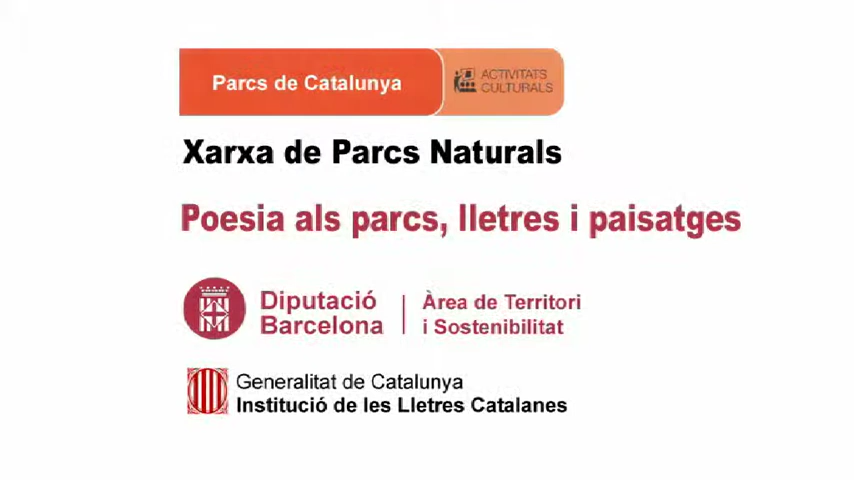 Parcs de Catalunya
ACTIVITATS
CULTURALS
Xarxa de Parcs Naturals
Poesia als parcs, lletres i paisatges
Diputació
Barcelona
Àrea de Territori
i Sostenibilitat
Generalitat de Catalunya
Institució de les Lletres Catalanes